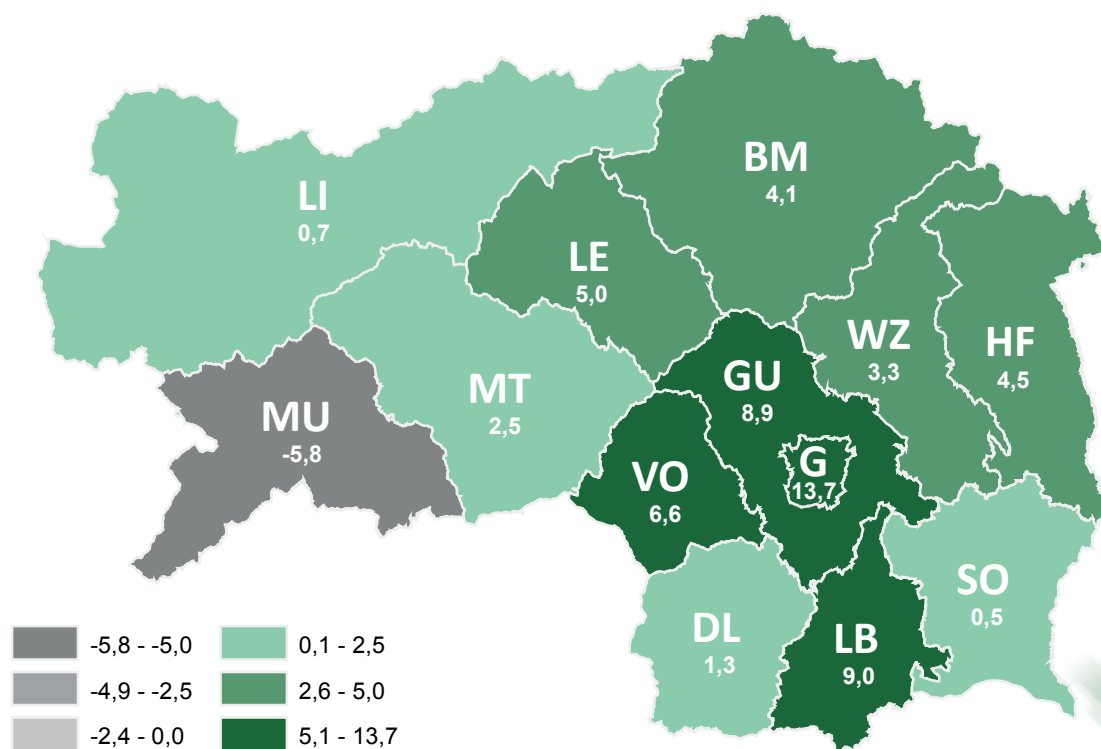 BM
4,1
LI
0,7
LE
5,0
WZ
3,3
HF
4,5
GU
8,9
MT
2,5
MU
-5,8
G
13,7
VO
6,6
SO
0,5
DL
1,3
LB
9,0
-5,8 - -5,0
0,1 - 2,5
-4,9 - -2,5
2,6 - 5,0
-2,4 - 0,0
5,1 - 13,7